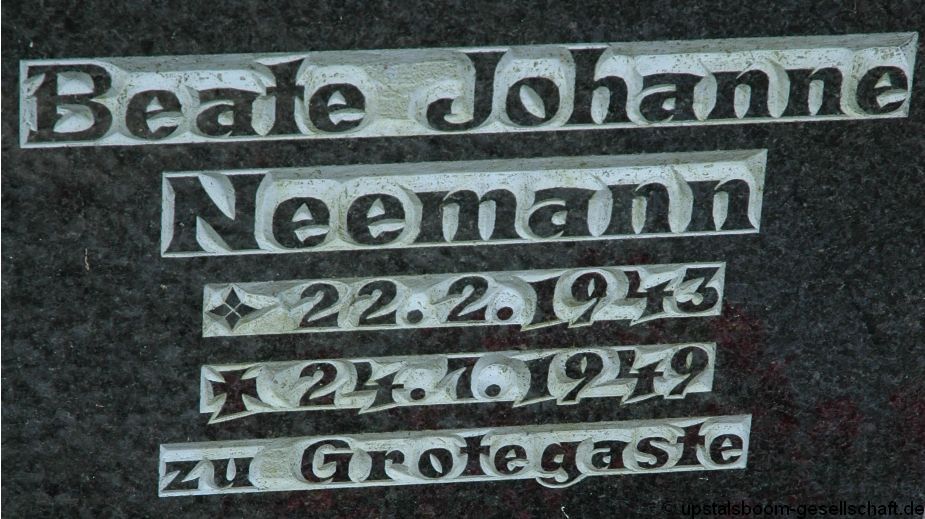 Beate Johanne
Neemann
22.2.1943
† 24.1.1949
zu Grotegaste
© upstalsboom-gesellschaft.de